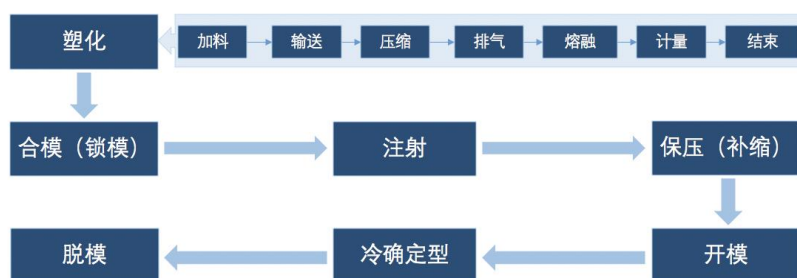 塑化
加料
输送
压缩
排气
熔融
计量
结束
合模（锁模）
注射
保压（补缩）
开模
冷确定型
脱模